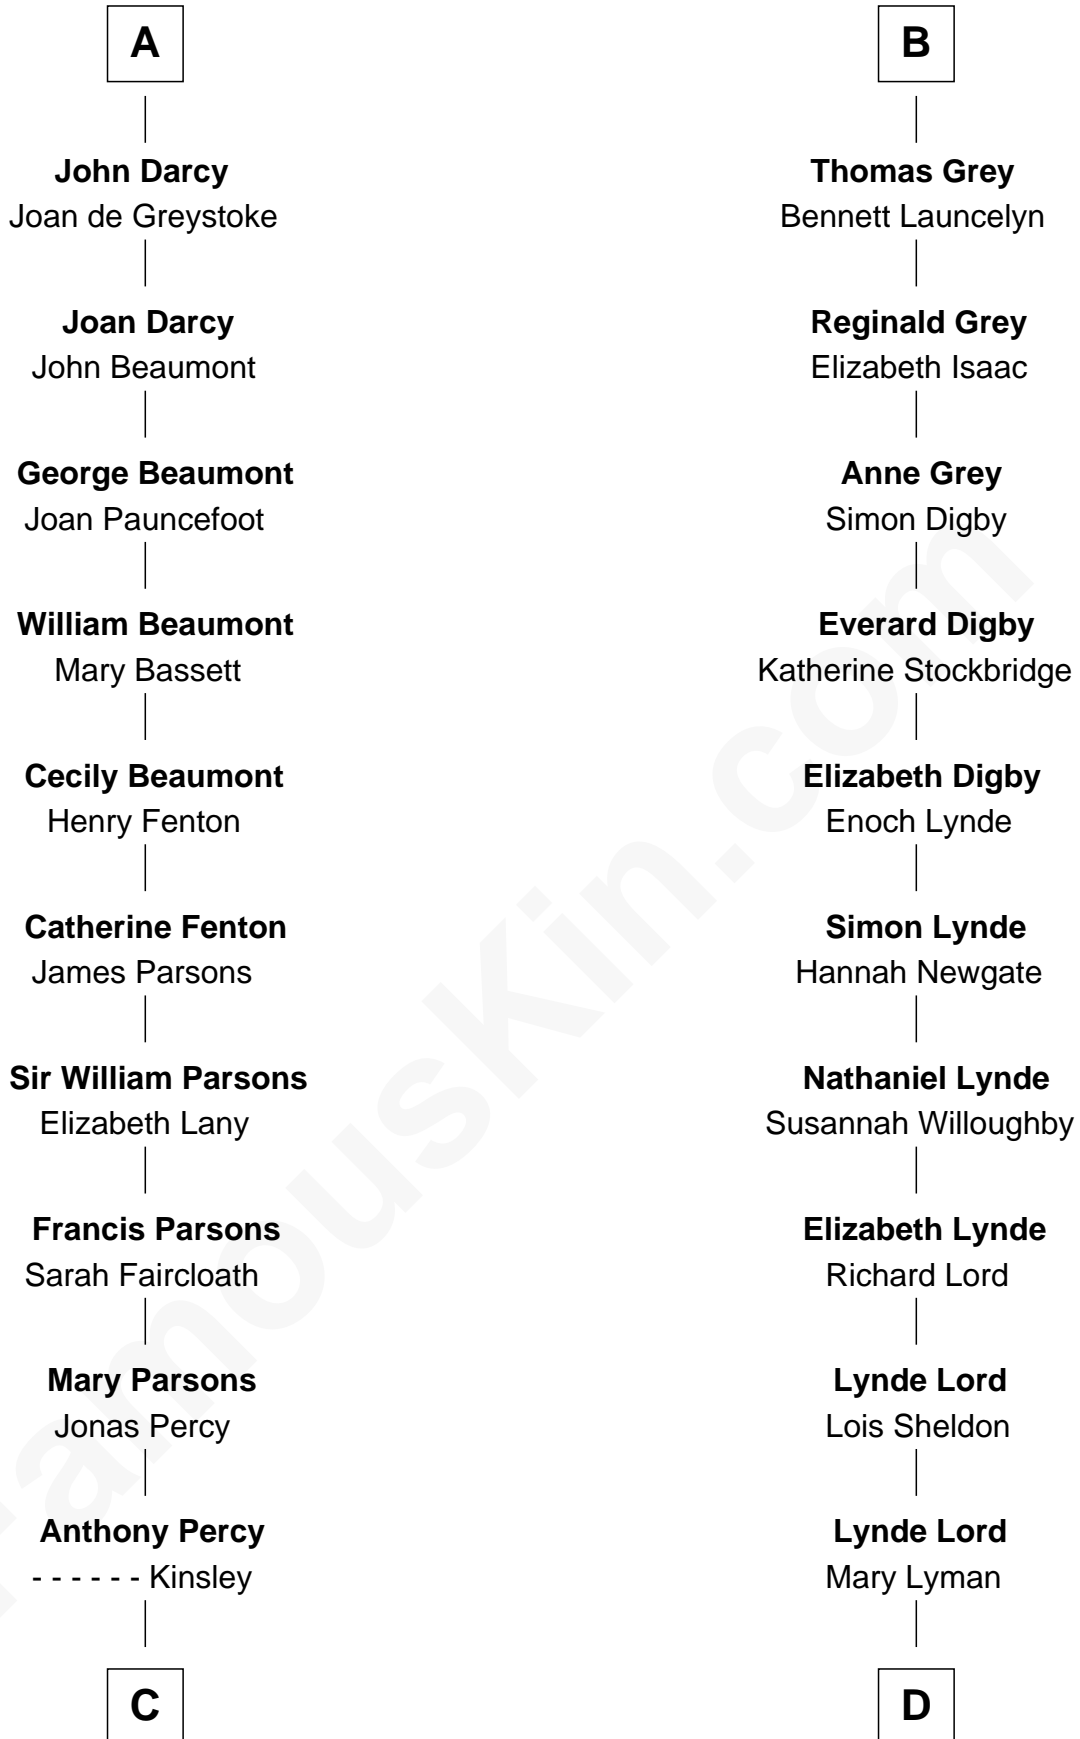 A
John Darcy
Joan de Greystoke
Joan Darcy
John Beaumont
George Beaumont
Joan Pauncefoot
William Beaumont
Mary Bassett
Cecily Beaumont
Henry Fenton
Catherine Fenton
James Parsons
Sir William Parsons
Elizabeth Lany
Francis Parsons
Sarah Faircloath
Mary Parsons
Jonas Percy
Anthony Percy
- - - - - - Kinsley
C
B
Thomas Grey
Bennett Launcelyn
Reginald Grey
Elizabeth Isaac
Anne Grey
Simon Digby
Everard Digby
Katherine Stockbridge
Elizabeth Digby
Enoch Lynde
Simon Lynde
Hannah Newgate
Nathaniel Lynde
Susannah Willoughby
Elizabeth Lynde
Richard Lord
Lynde Lord
Lois Sheldon
Lynde Lord
Mary Lyman
D
FamousKin.com